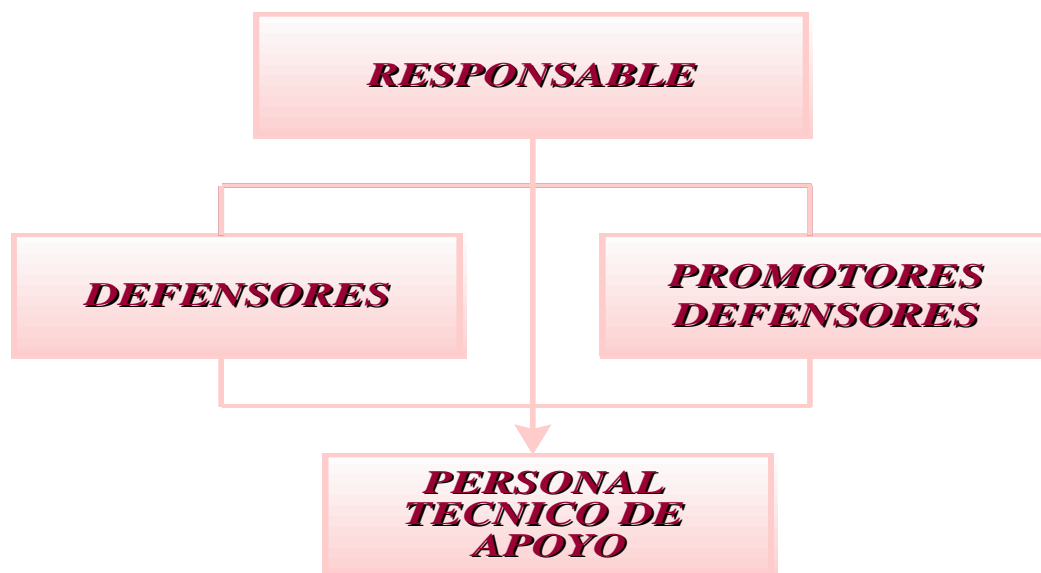 RESPONSABLE
DEFENSORES
PROMOTORES
DEFENSORES
PERSONAL
TECNICO DE
APOYO